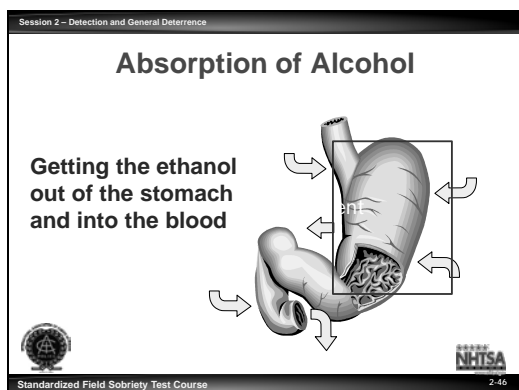 Session 2 – Detection and General Deterrence
Absorption of Alcohol
Getting the ethanol
out of the stomach
and into the blood
ent
NHTSA
Standardized Field Sobriety Test Course
2-46